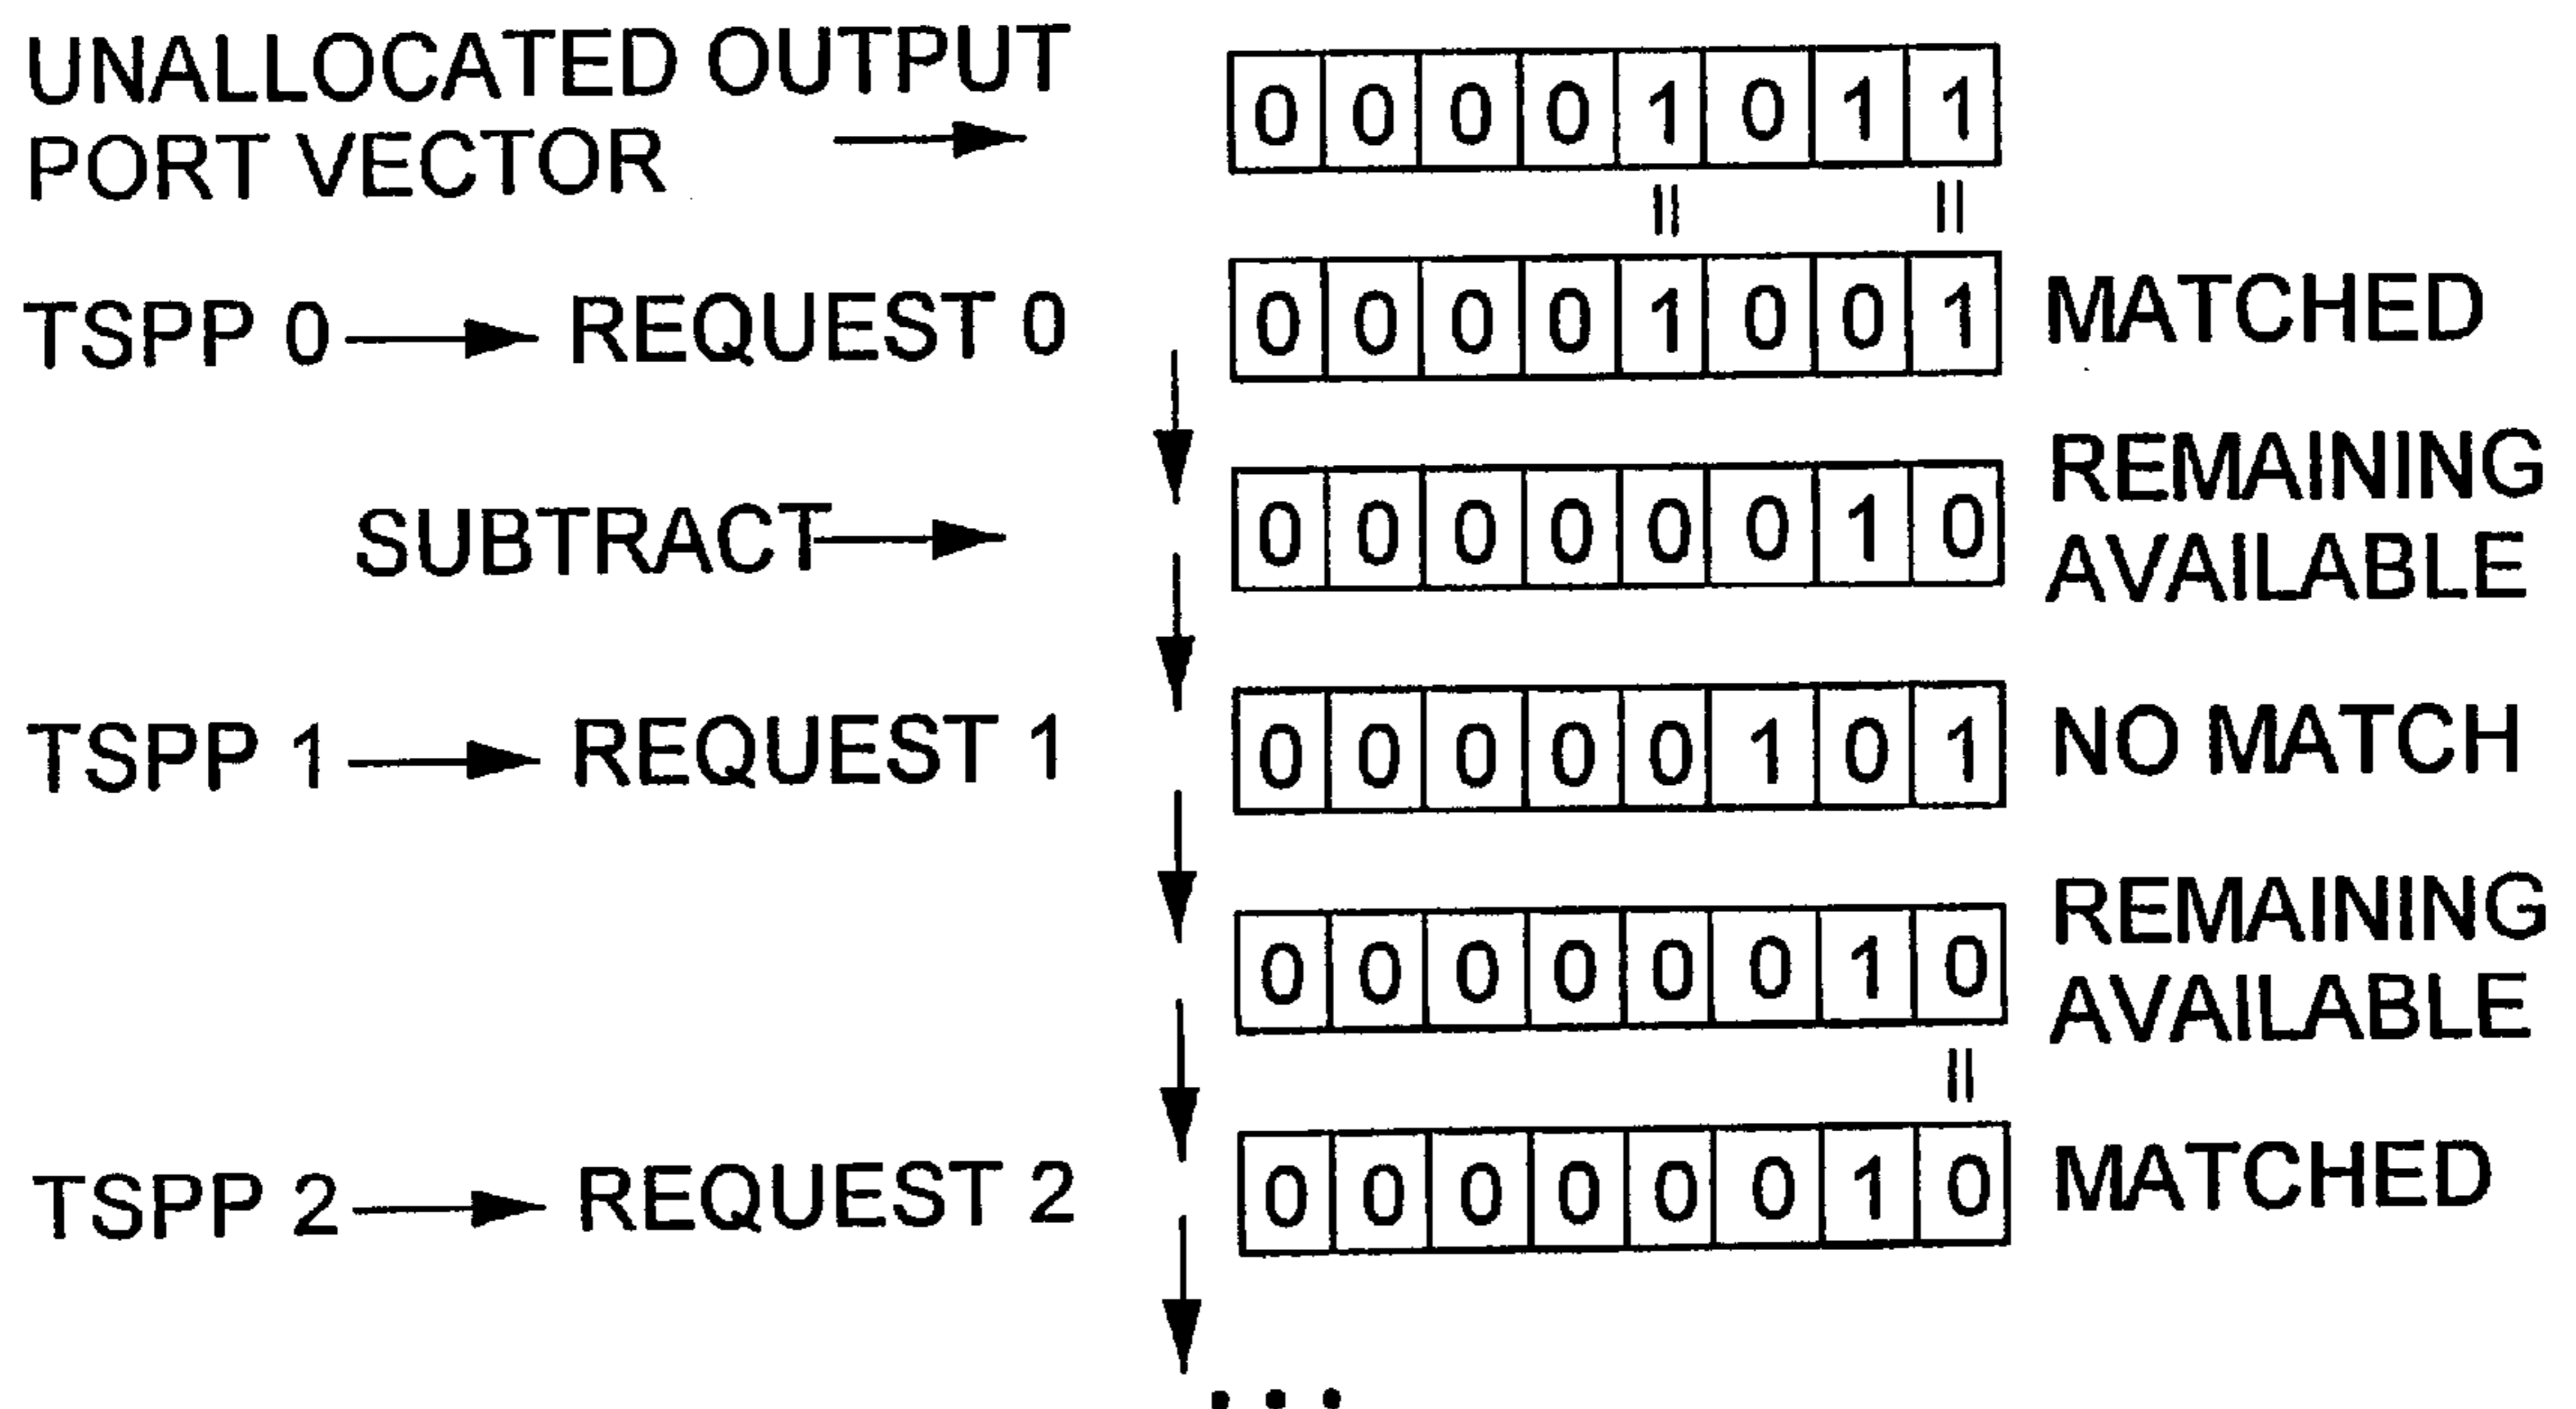 UNALLOCATED OUTPUT
PORT VECTOR
0 0 0 0 1 0 1 1
TSPP 0 REQUEST 0
0 0 0 0 1 0 0 1
MATCHED
SUBTRACT
0 0 0 0 0 0 1 0
REMAINING
AVAILABLE
TSPP 1 REQUEST 1
0 0 0 0 0 1 0 1
NO MATCH
0 0 0 0 0 0 1 0
REMAINING
AVAILABLE
TSPP 2 REQUEST 2
0 0 0 0 0 0 1 0
MATCHED
...